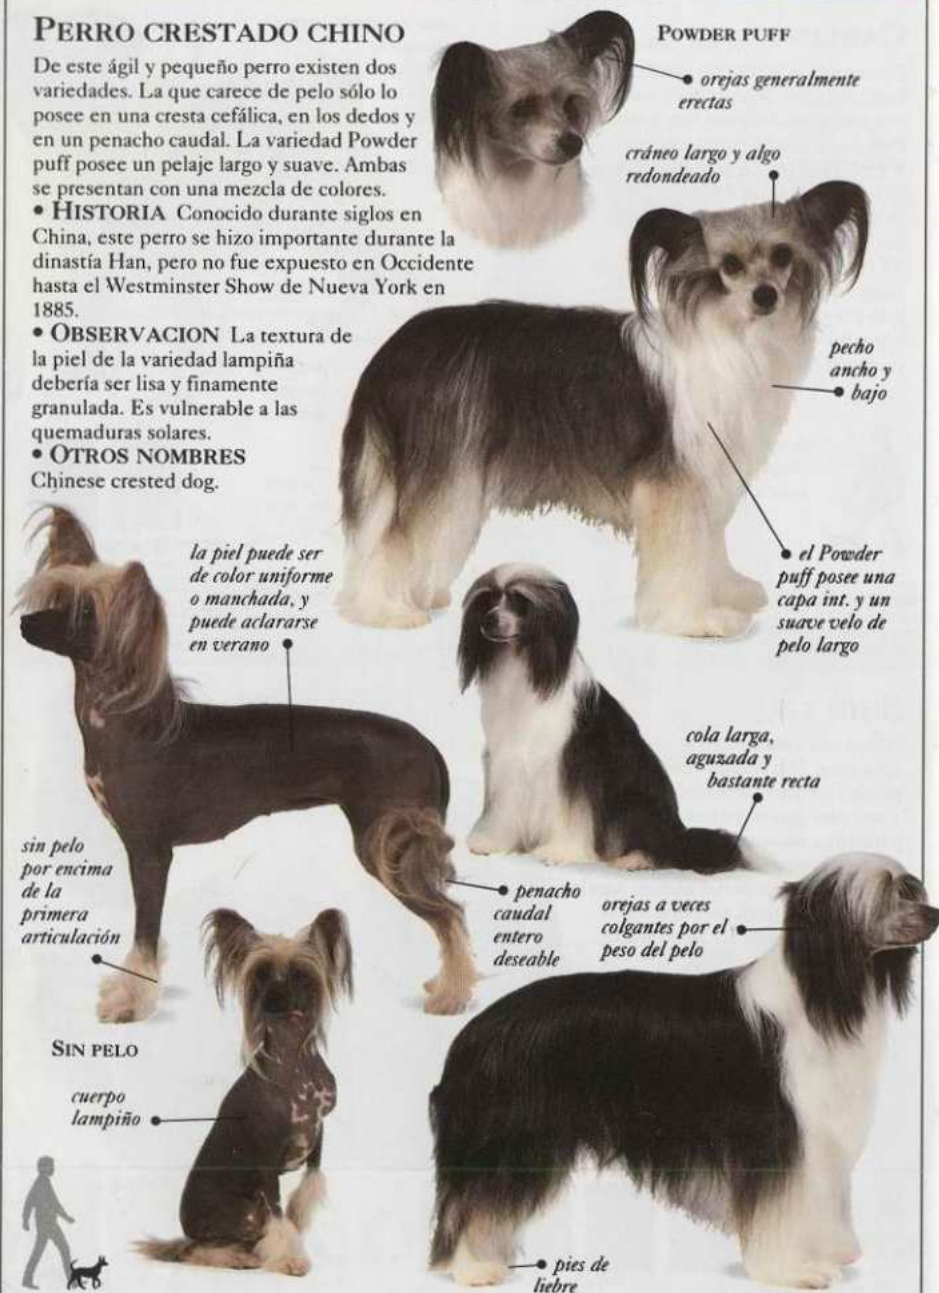 PERRO CRESTADO CHINO
De este ágil y pequeño perro existen dos
variedades. La que carece de pelo sólo lo
posee en una cresta cefálica, en los dedos y
en un penacho caudal. La variedad Powder
puff posee un pelaje largo y suave. Ambas
se presentan con una mezcla de colores.
• HISTORIA Conocido durante siglos en
China, este perro se hizo importante durante la
dinastía Han, pero no fue expuesto en Occidente
hasta el Westminster Show de Nueva York en
1885.
• OBSERVACION La textura de
la piel de la variedad lampiña
debería ser lisa y finamente
granulada. Es vulnerable a las
quemaduras solares.
• OTROS NOMBRES
Chinese crested dog.
POWDER PUFF
orejas generalmente
erectas
cráneo largo y algo
redondeado
pecho
ancho y
bajo
el Powder
puff posee una
capa int. y un
suave velo de
pelo largo
la piel puede ser
de color uniforme
o manchada, y
puede aclararse
en verano
cola larga,
aguzada y
bastante recta
sin pelo
por encima
de la
primera
articulación
penacho
caudal
entero
deseable
orejas a veces
colgantes por el
peso del pelo
SIN PELO
cuerpo
lampiño
pies de
liebre